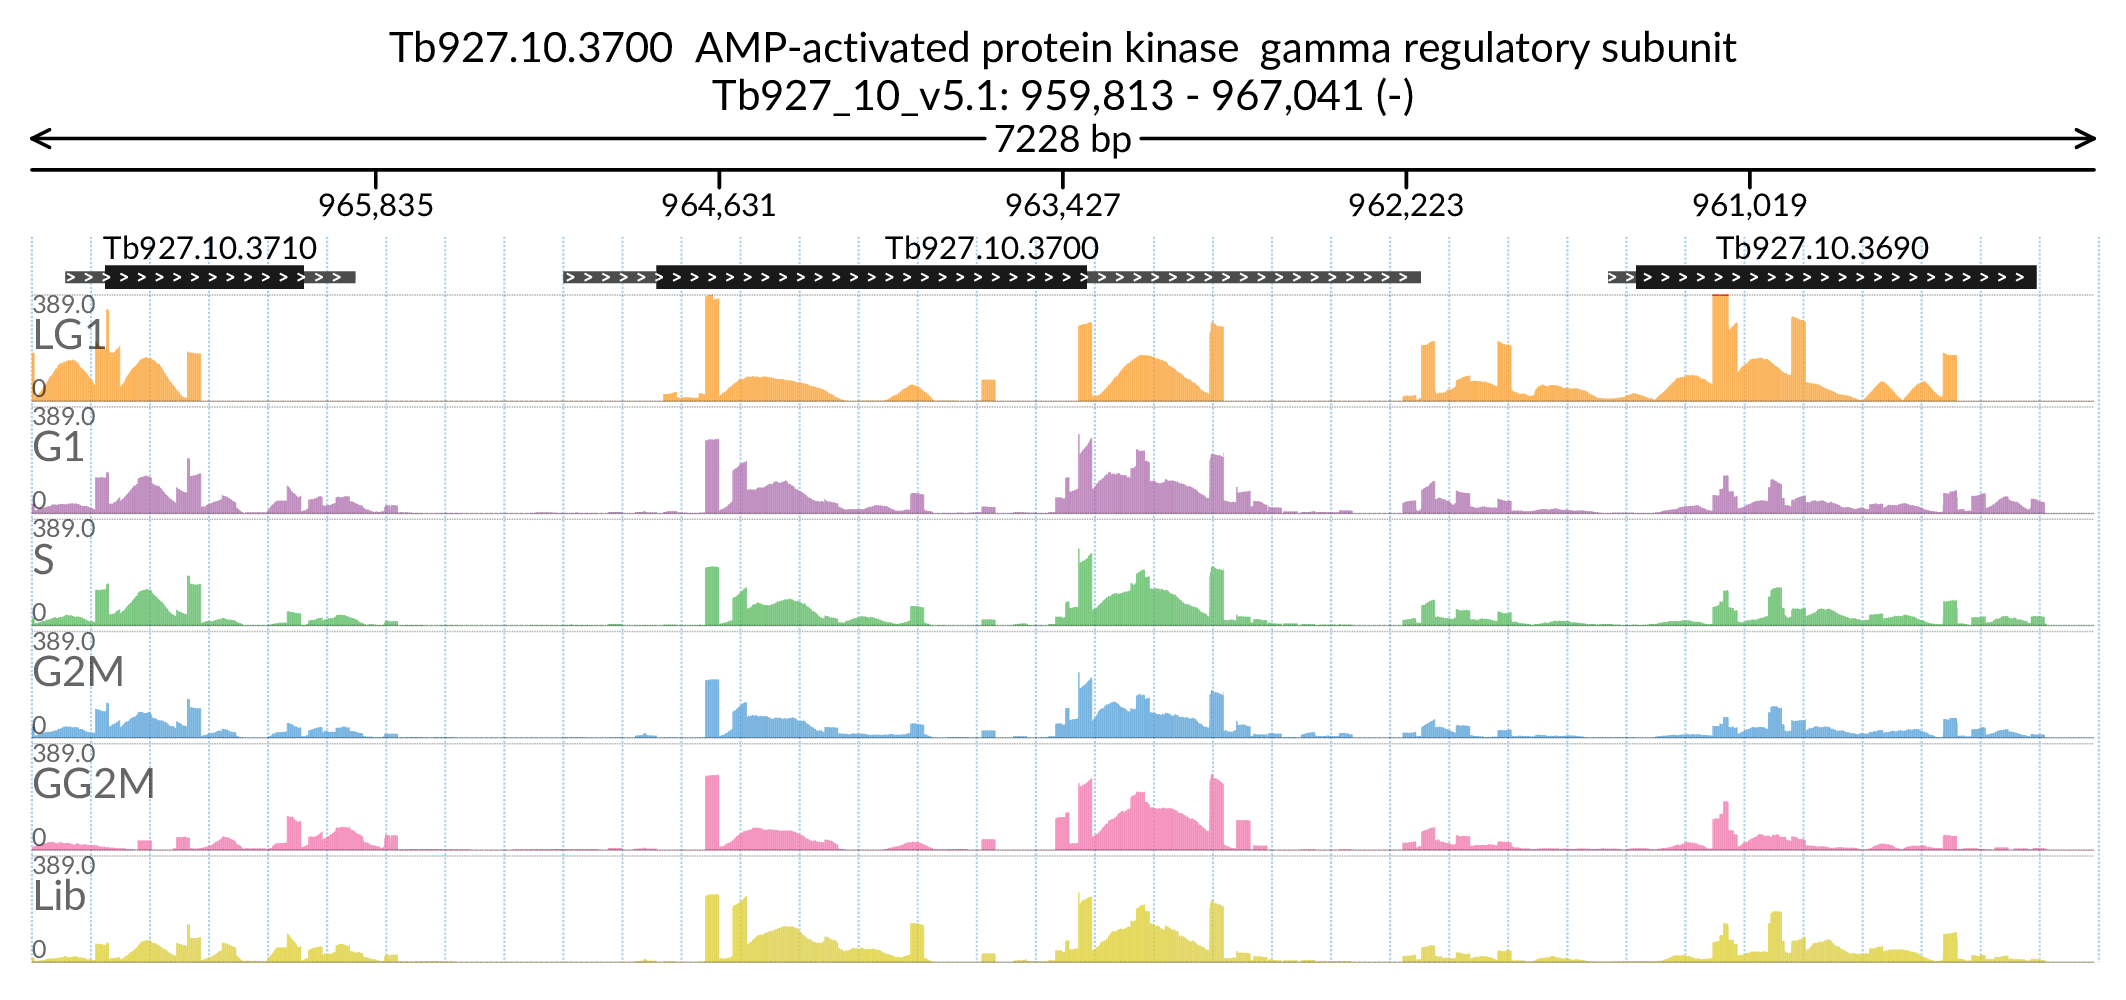 Tb927.10.3700  AMP-activated protein kinase  gamma regulatory subunit
Tb927_10_v5.1: 959,813 - 967,041 (-)
7228 bp
965,835 964,631 963,427 962,223 961,019
Tb927.10.3710 Tb927.10.3700 Tb927.10.3690
389.0
LG1
0
389.0
G1
0
389.0
S
0
389.0
G2M
0
389.0
GG2M
0
389.0
Lib
0